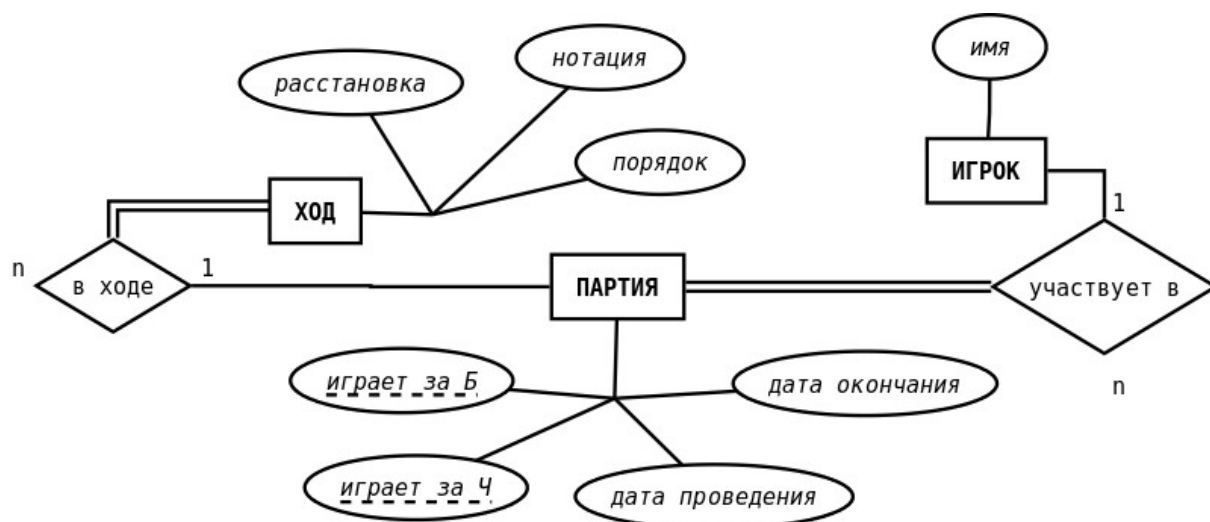 имя
нотация
расстановка
порядок
ИГРОК
ХОД
1
n
в ходе
1
ПАРТИЯ
участвует в
играет за Б
дата окончания
n
играет за Ч
дата проведения